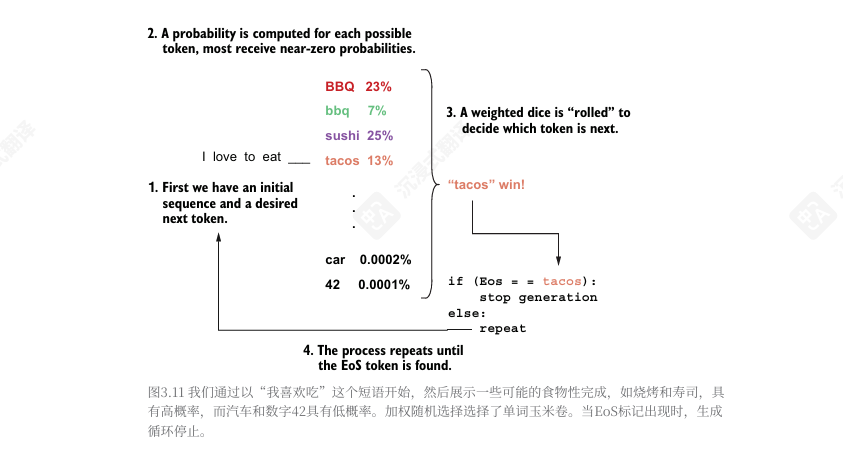 2. A probability is computed for each possible
token, most receive near-zero probabilities.
BBQ 23%
bbq 7%
sushi 25%
tacos 13%
I love to eat ___
.
.
.
car 0.0002%
42 0.0001%
1. First we have an initial
sequence and a desired
next token.
3. A weighted dice is “rolled” to
decide which token is next.
“tacos” win!
if (Eos = = tacos):
stop generation
else:
repeat
4. The process repeats until
the EoS token is found.
图3.11 我们通过以“我喜欢吃”这个短语开始，然后展示一些可能的食物性完成，如烧烤和寿司，具
有高概率，而汽车和数字42具有低概率。加权随机选择选择了单词玉米卷。当EoS标记出现时，生成
循环停止。
沉浸式翻译
式翻译